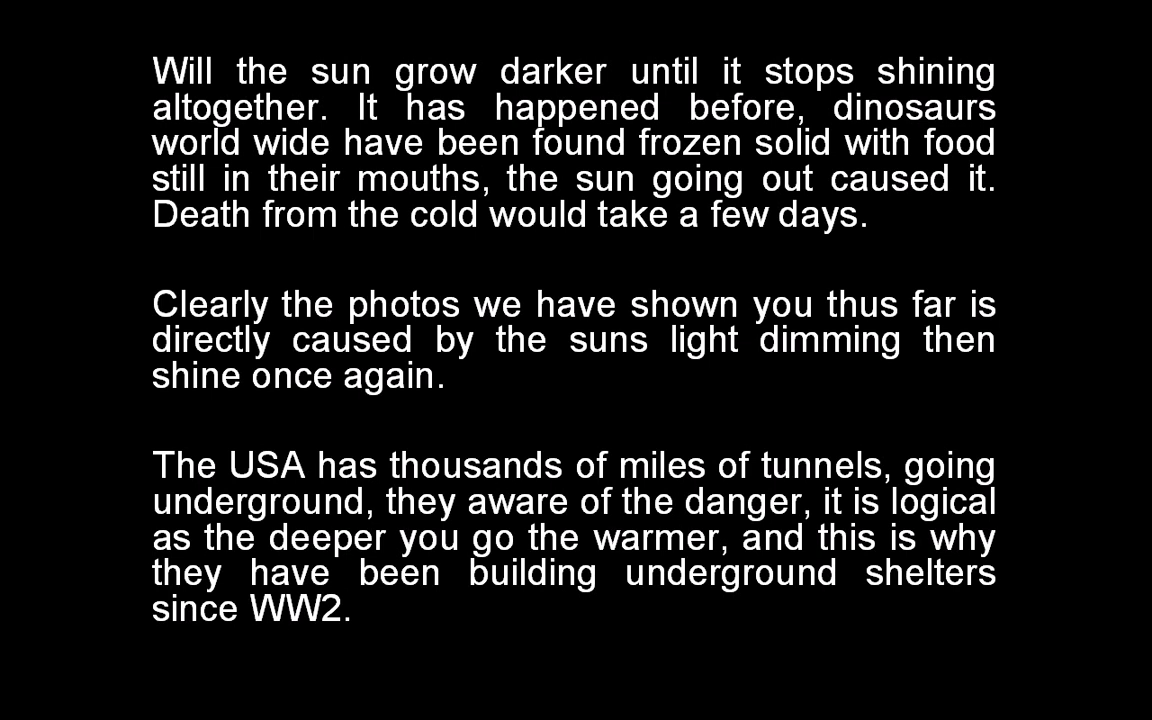 Will the sun grow darker until it stops shining
altogether. It has happened before, dinosaurs
world wide have been found frozen solid with food
still in their mouths, the sun going out caused it.
Death from the cold would take a few days.
Clearly the photos we have shown you thus far is
directly caused by the suns light dimming then
shine once again.
The USA has thousands of miles of tunnels, going
underground, they aware of the danger, it is logical
as the deeper you go the warmer, and this is why
they have been building underground shelters
since WW2.